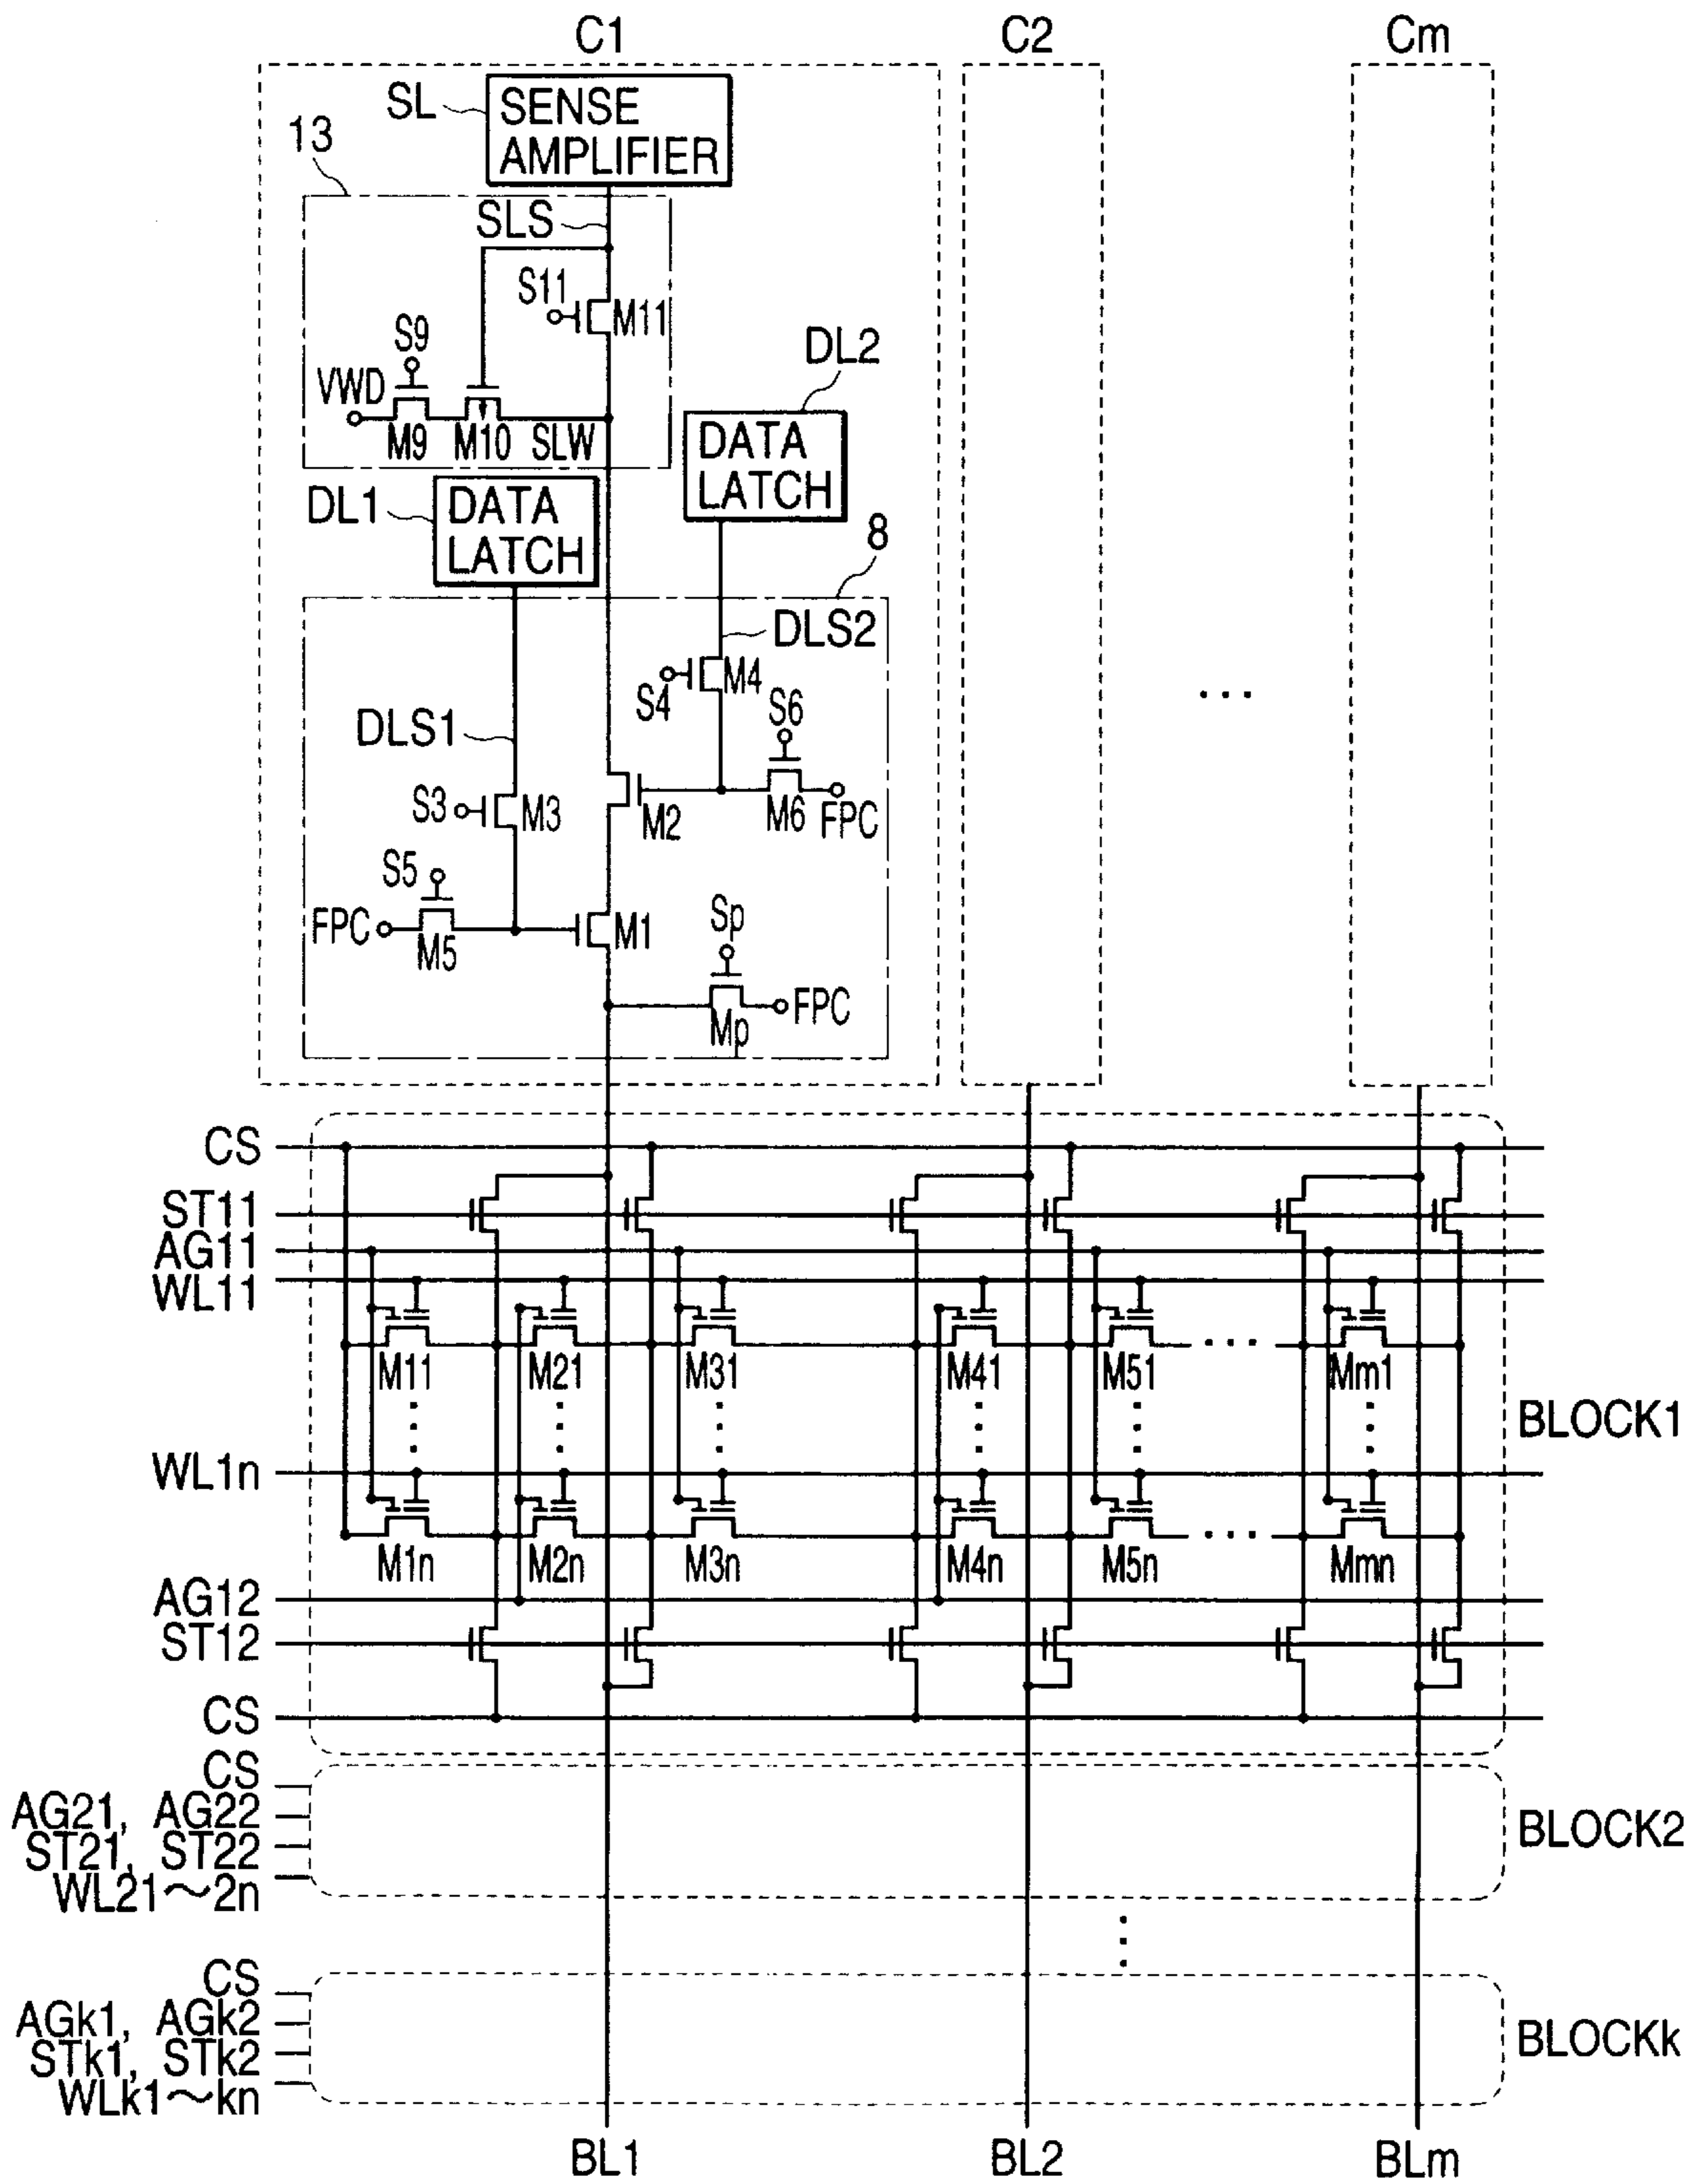 C1
C2
Cm
SL
SENSE
AMPLIFIER
13
SLS
S11
M11
S9
VWD
M9
M10
SLW
DL2
DATA
LATCH
DL1
DATA
LATCH
8
DLS2
M4
S4
S6
DLS1
S3
M3
M2
M6
FPC
S5
FPC
M5
M1
Sp
FPC
Mp
CS
ST11
AG11
WL11
M11
M21
M31
M41
M51
...
Mm1
BLOCK1
WL1n
M1n
M2n
M3n
M4n
M5n
...
Mmn
AG12
ST12
CS
CS
AG21, AG22
ST21, ST22
WL21~2n
BLOCK2
CS
AGk1, AGk2
STk1, STk2
WLk1~kn
BLOCKk
BL1
BL2
BLm